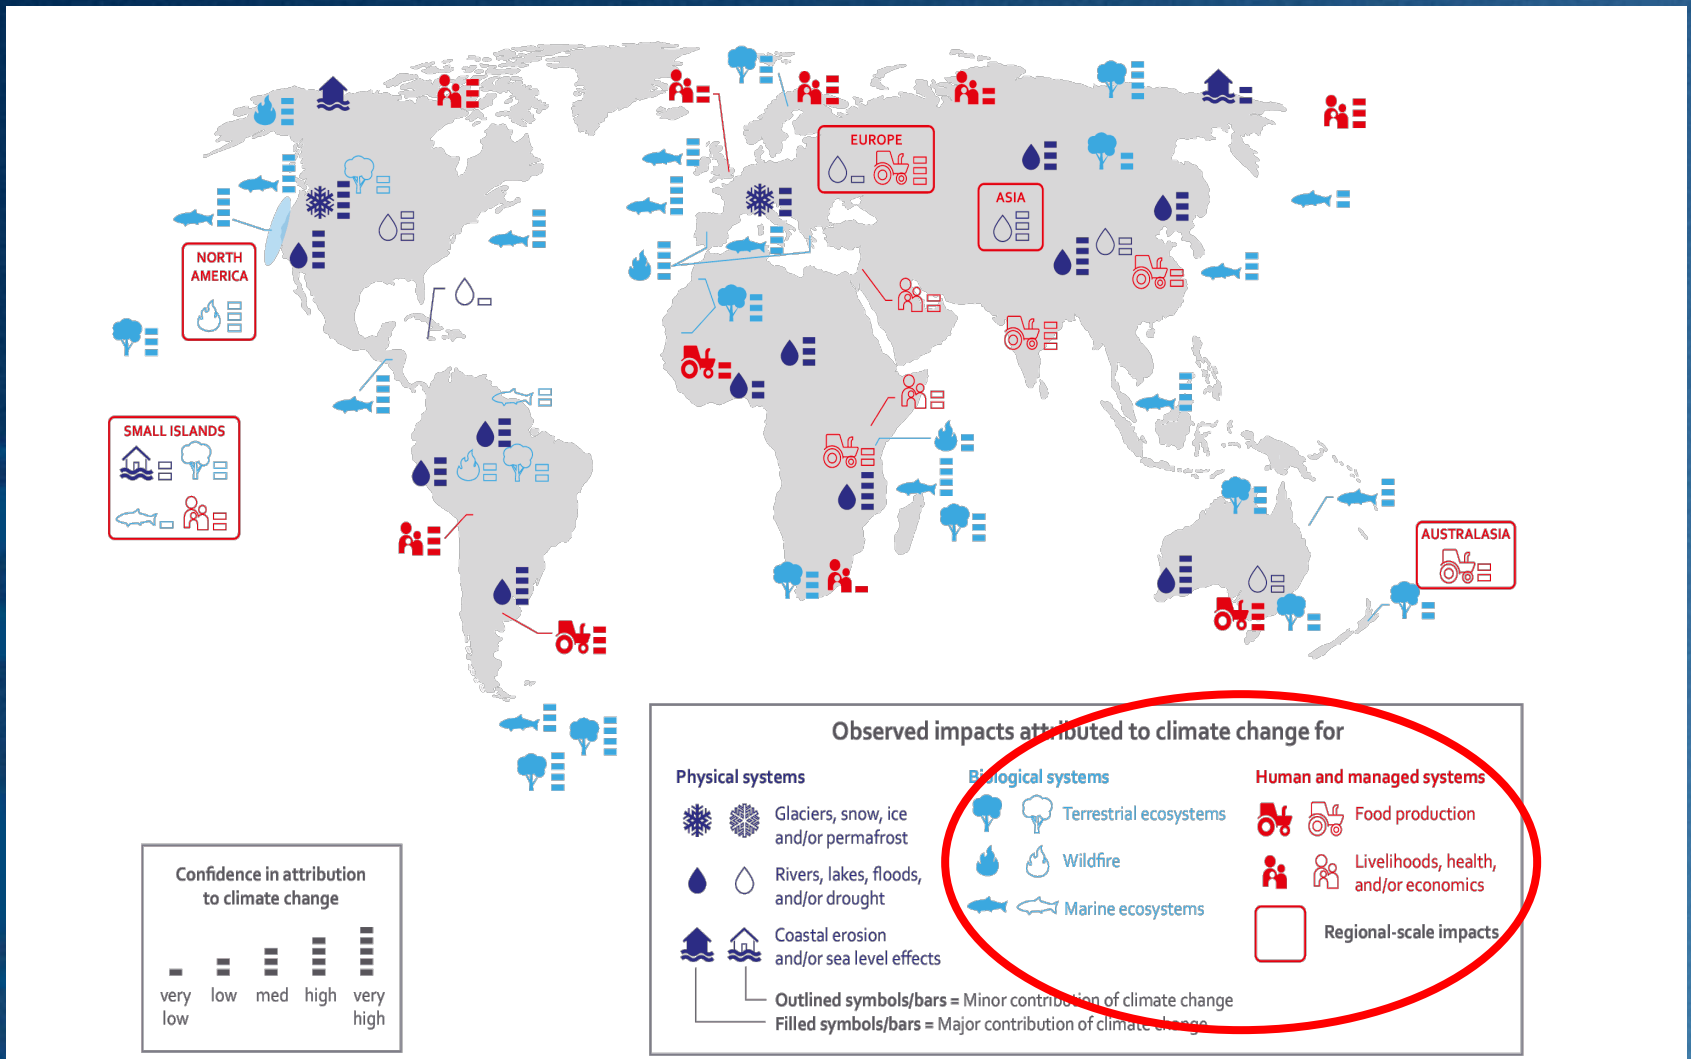 EUROPE
ASIA
NORTH
AMERICA
SMALL ISLANDS
AUSTRALASIA
Observed impacts attributed to climate change for
Physical systems
Glaciers, snow, ice
and/or permafrost
Rivers, lakes, floods,
and/or drought
Coastal erosion
and/or sea level effects
Biological systems
Terrestrial ecosystems
Wildfire
Marine ecosystems
Human and managed systems
Food production
Livelihoods, health,
and/or economics
Regional-scale impacts
Outlined symbols/bars = Minor contribution of climate change
Filled symbols/bars = Major contribution of climate change
Confidence in attribution
to climate change
very low
low
med
high
very high